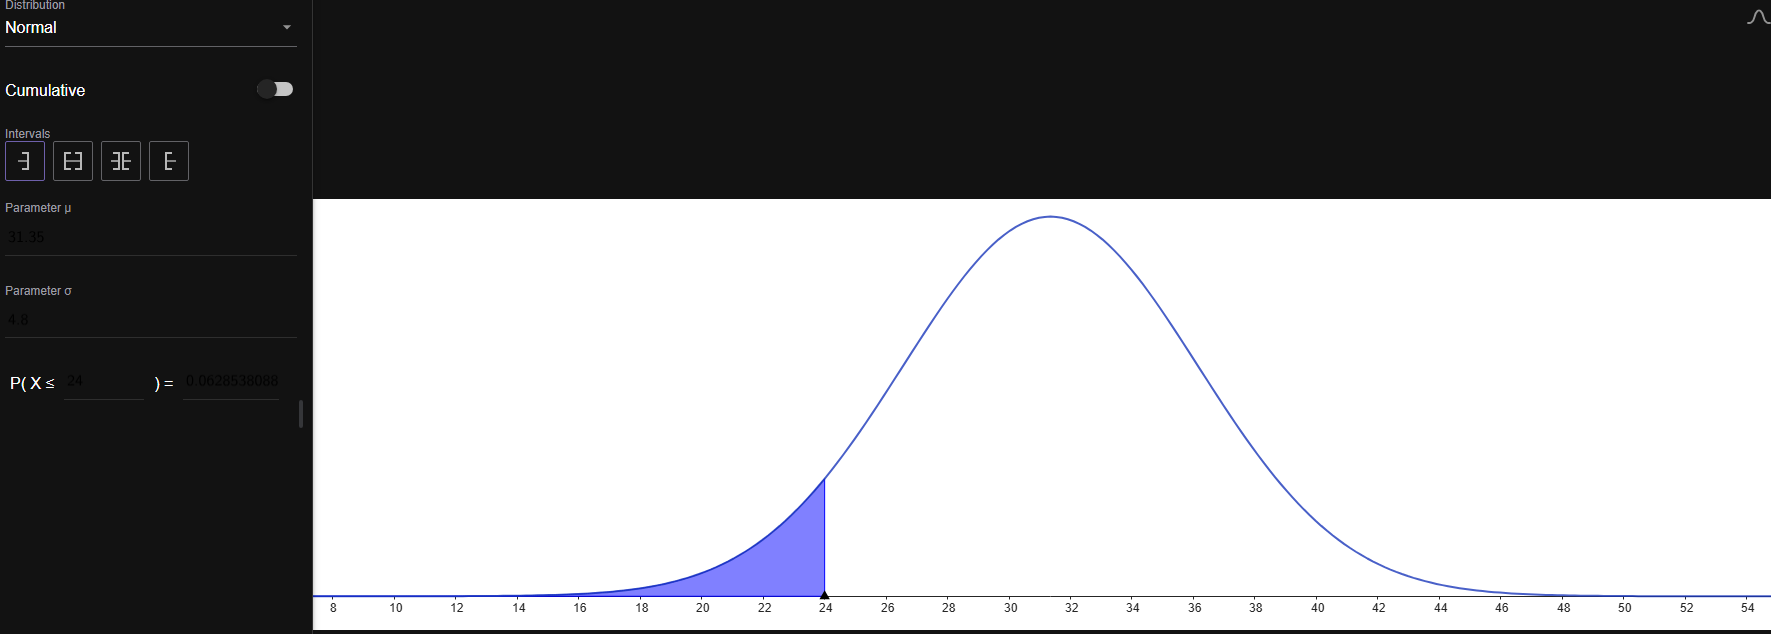 Distribution
Normal
Cumulative
Intervals
Parameter μ
31.35
Parameter σ
4.8
P( X ≤ 24 ) = 0.0628538088
8 10 12 14 16 18 20 22 24 26 28 30 32 34 36 38 40 42 44 46 48 50 52 54